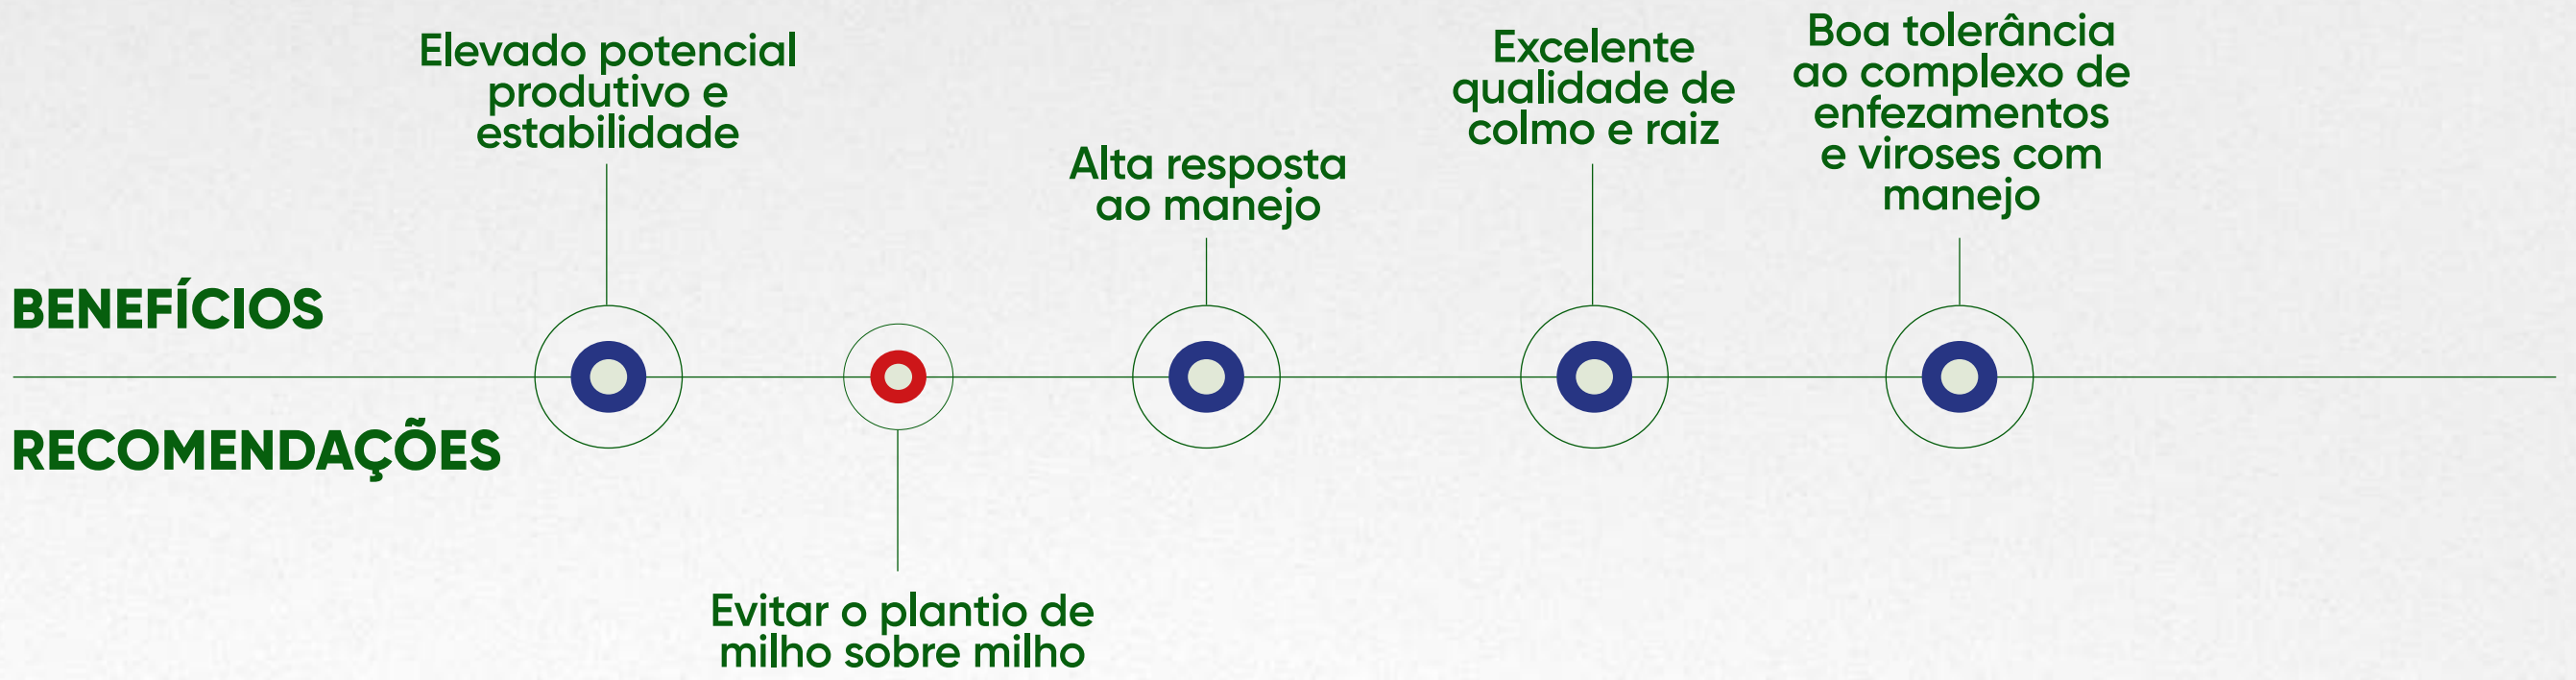 Elevado potencial
produtivo e
estabilidade
Alta resposta
ao manejo
Excelente
qualidade de
colmo e raiz
Boa tolerância
ao complexo de
enfezamentos
e viroses com
manejo
BENEFÍCIOS
RECOMENDAÇÕES
Evitar o plantio de
milho sobre milho